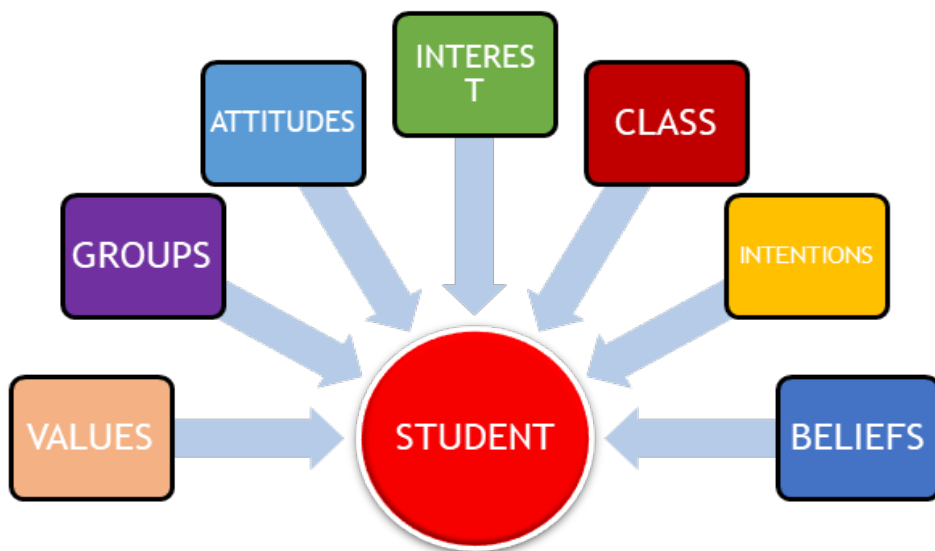 INTERES
T
ATTITUDES
CLASS
GROUPS
INTENTIONS
VALUES
STUDENT
BELIEFS